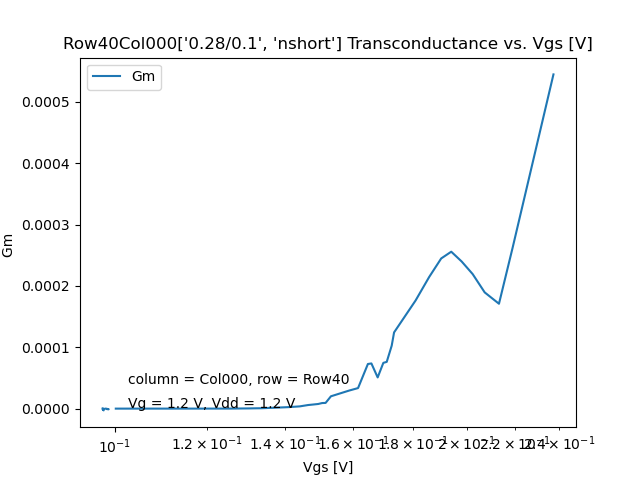 Row40Col000['0.28/0.1', 'nshort'] Transconductance vs. Vgs [V]
Gm
0.0005
0.0004
0.0003
0.0002
0.0001
0.0000
Gm
column = Col000, row = Row40
Vg = 1.2 V, Vdd = 1.2 V
10⁻¹ 1.2 × 10⁻¹ 1.4 × 10⁻¹ 1.6 × 10⁻¹ 1.8 × 10⁻¹ 2 × 10⁻¹ 2.2 × 10⁻¹ 2.4 × 10⁻¹
Vgs [V]